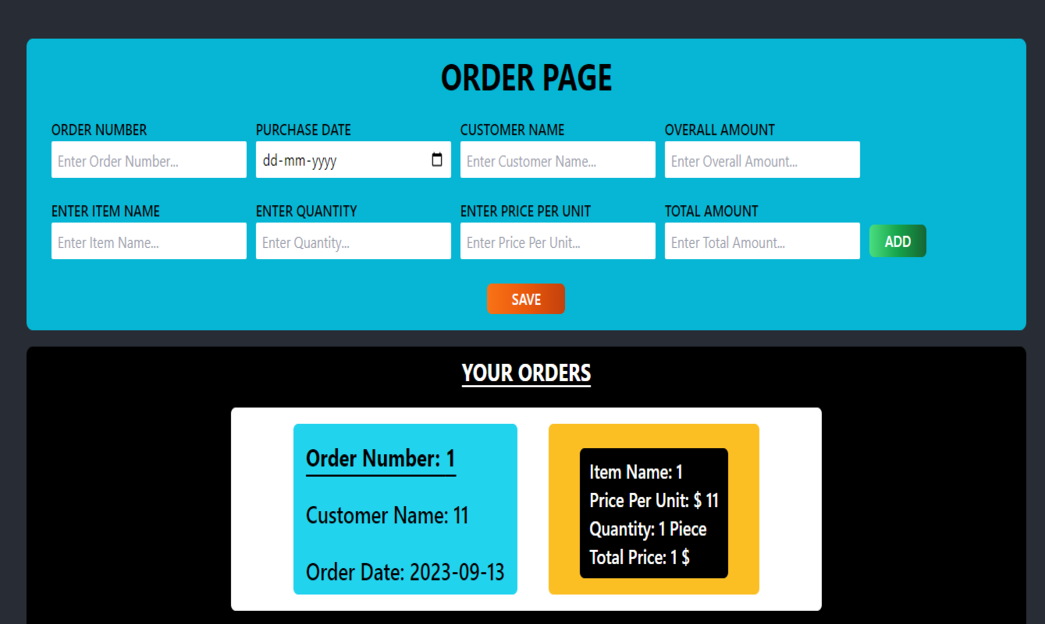 ORDER PAGE
ORDER NUMBER PURCHASE DATE CUSTOMER NAME OVERALL AMOUNT
Enter Order Number... dd-mm-yyyy Enter Customer Name... Enter Overall Amount...
ENTER ITEM NAME ENTER QUANTITY ENTER PRICE PER UNIT TOTAL AMOUNT
Enter Item Name... Enter Quantity... Enter Price Per Unit... Enter Total Amount... ADD
SAVE
YOUR ORDERS
Order Number: 1
Customer Name: 11
Order Date: 2023-09-13
Item Name: 1
Price Per Unit: $ 11
Quantity: 1 Piece
Total Price: 1 $